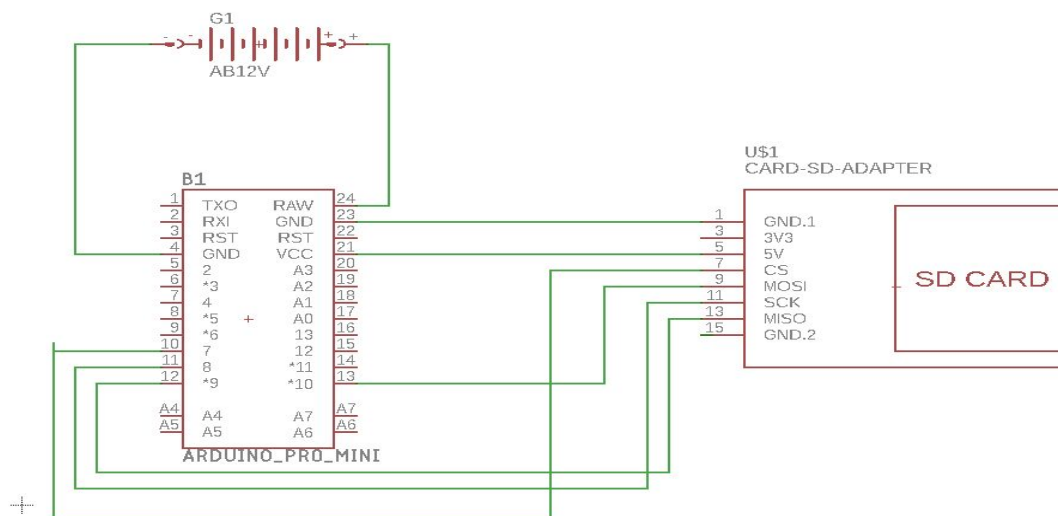 G1
- - + +
AB12V
B1
1 TXO RAW 24
2 RXI GND 23
3 RST RST 22
4 GND VCC 21
5 2 A3 20
6 *3 A2 19
7 4 A1 18
8 *5 A0 17
9 *6 13 16
10 7 12 15
11 8 *11 14
12 *9 *10 13
A4 A4 A7 A7
A5 A5 A6 A6
ARDUINO_PRO_MINI
U$1
CARD-SD-ADAPTER
1 GND.1
3 3V3
5 5V
7 CS
9 MOSI
11 SCK
13 MISO
15 GND.2
SD CARD